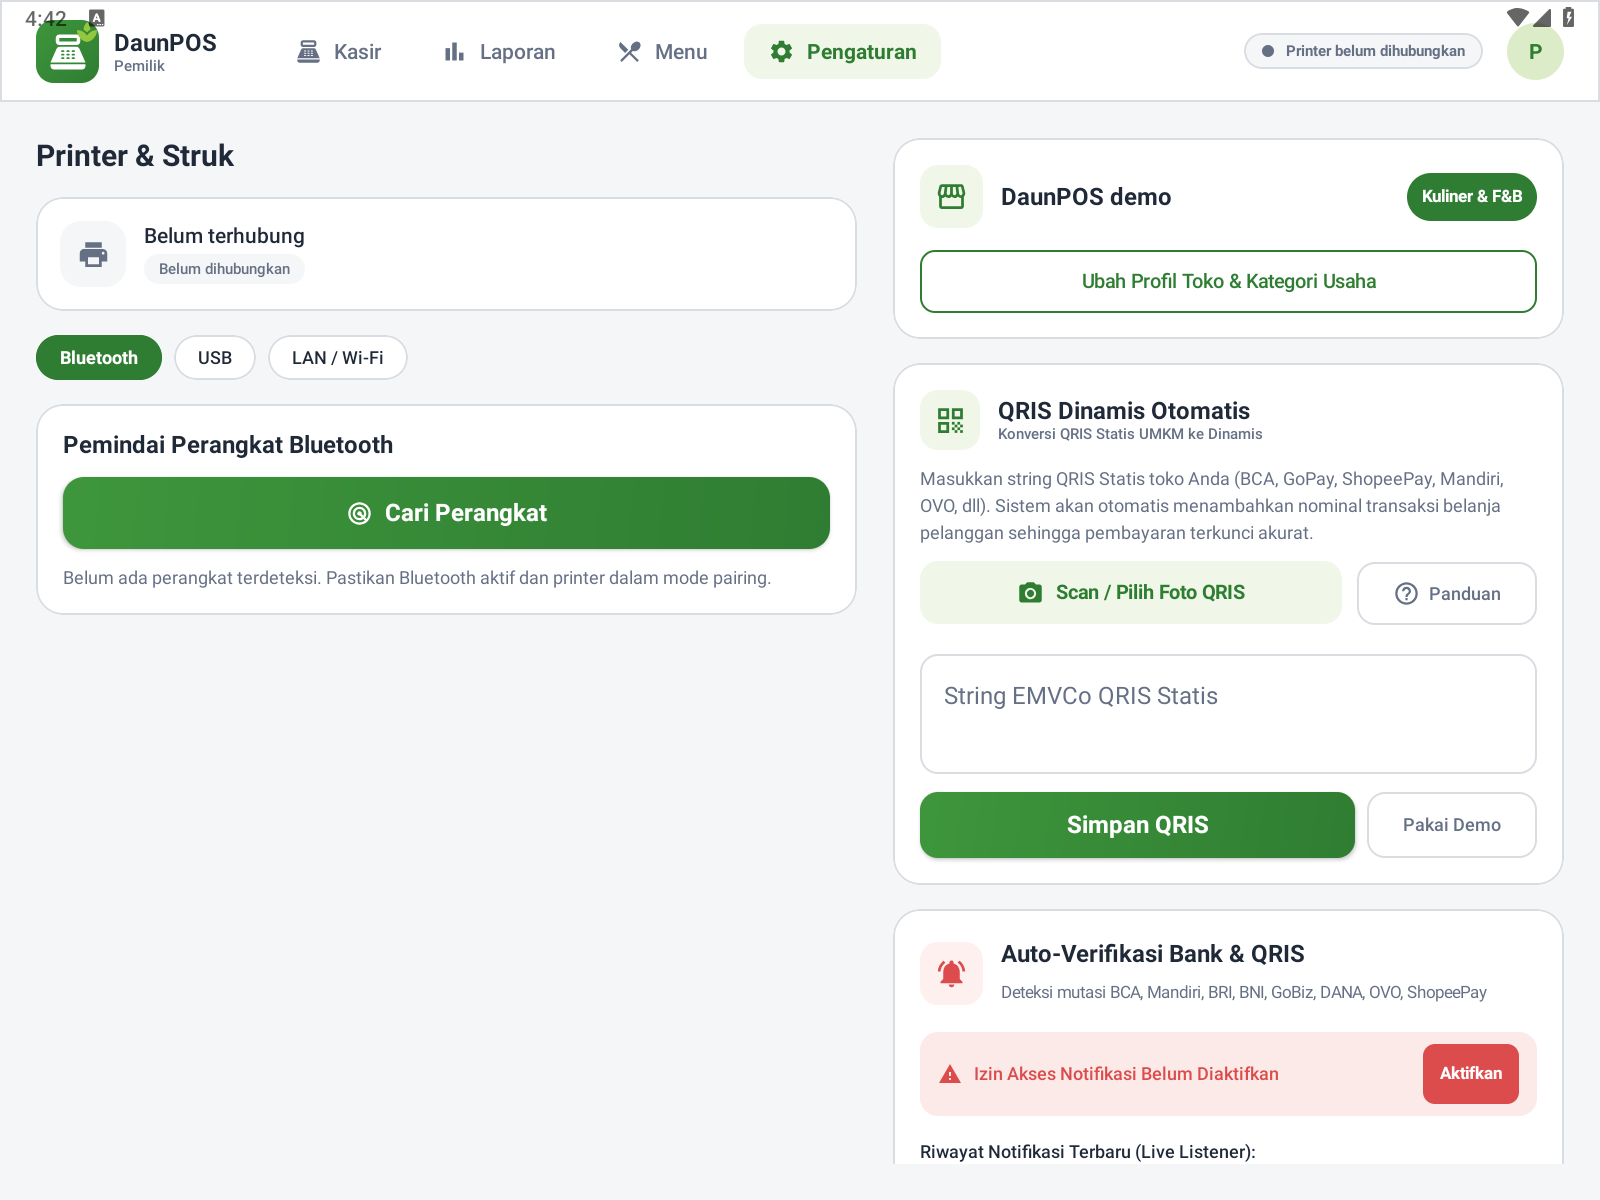 4:42
A
DaunPOS
Pemilik
Kasir
Laporan
Menu
Pengaturan
Printer belum dihubungkan
P
Printer & Struk
Belum terhubung
Belum dihubungkan
Bluetooth
USB
LAN / Wi-Fi
Pemindai Perangkat Bluetooth
Cari Perangkat
Belum ada perangkat terdeteksi. Pastikan Bluetooth aktif dan printer dalam mode pairing.
DaunPOS demo
Kuliner & F&B
Ubah Profil Toko & Kategori Usaha
QRIS Dinamis Otomatis
Konversi QRIS Statis UMKM ke Dinamis
Masukkan string QRIS Statis toko Anda (BCA, GoPay, ShopeePay, Mandiri,
OVO, dll). Sistem akan otomatis menambahkan nominal transaksi belanja
pelanggan sehingga pembayaran terkunci akurat.
Scan / Pilih Foto QRIS
Panduan
String EMVCo QRIS Statis
Simpan QRIS
Pakai Demo
Auto-Verifikasi Bank & QRIS
Deteksi mutasi BCA, Mandiri, BRI, BNI, GoBiz, DANA, OVO, ShopeePay
Izin Akses Notifikasi Belum Diaktifkan
Aktifkan
Riwayat Notifikasi Terbaru (Live Listener):